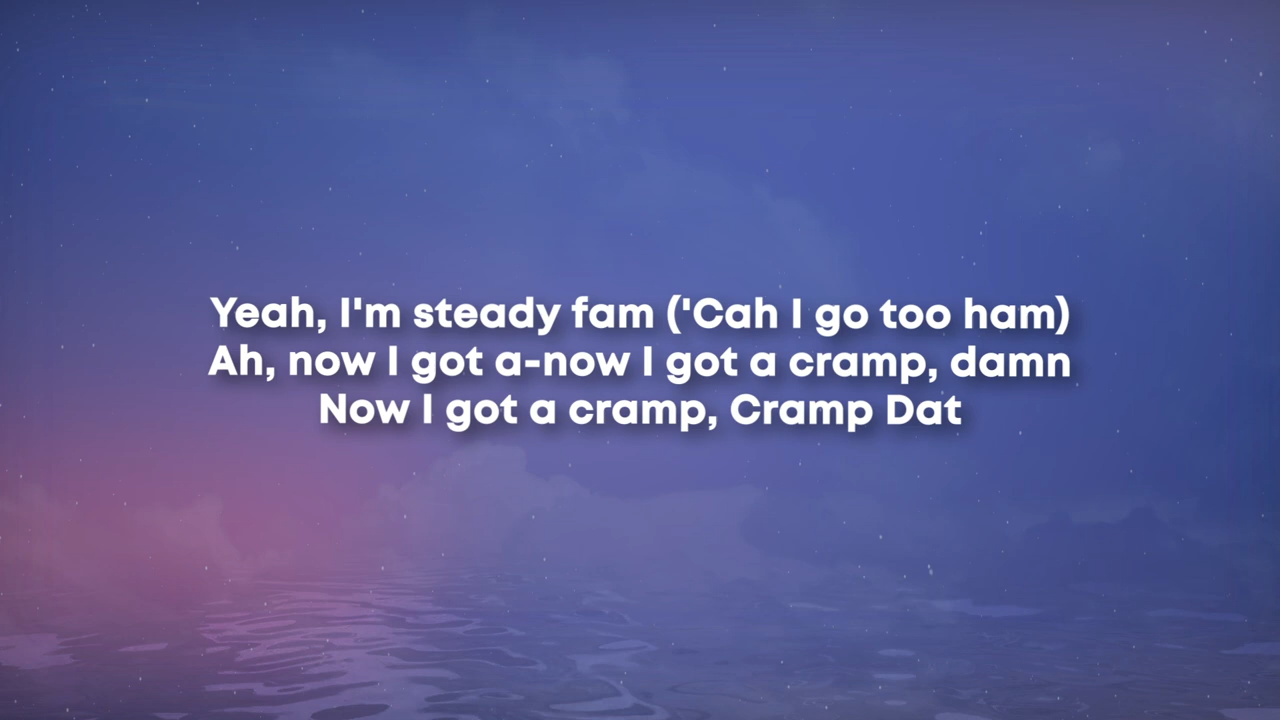 Yeah, I'm steady fam ('Cah I go too ham)
Ah, now I got a-now I got a cramp, damn
Now I got a cramp, Cramp Dat